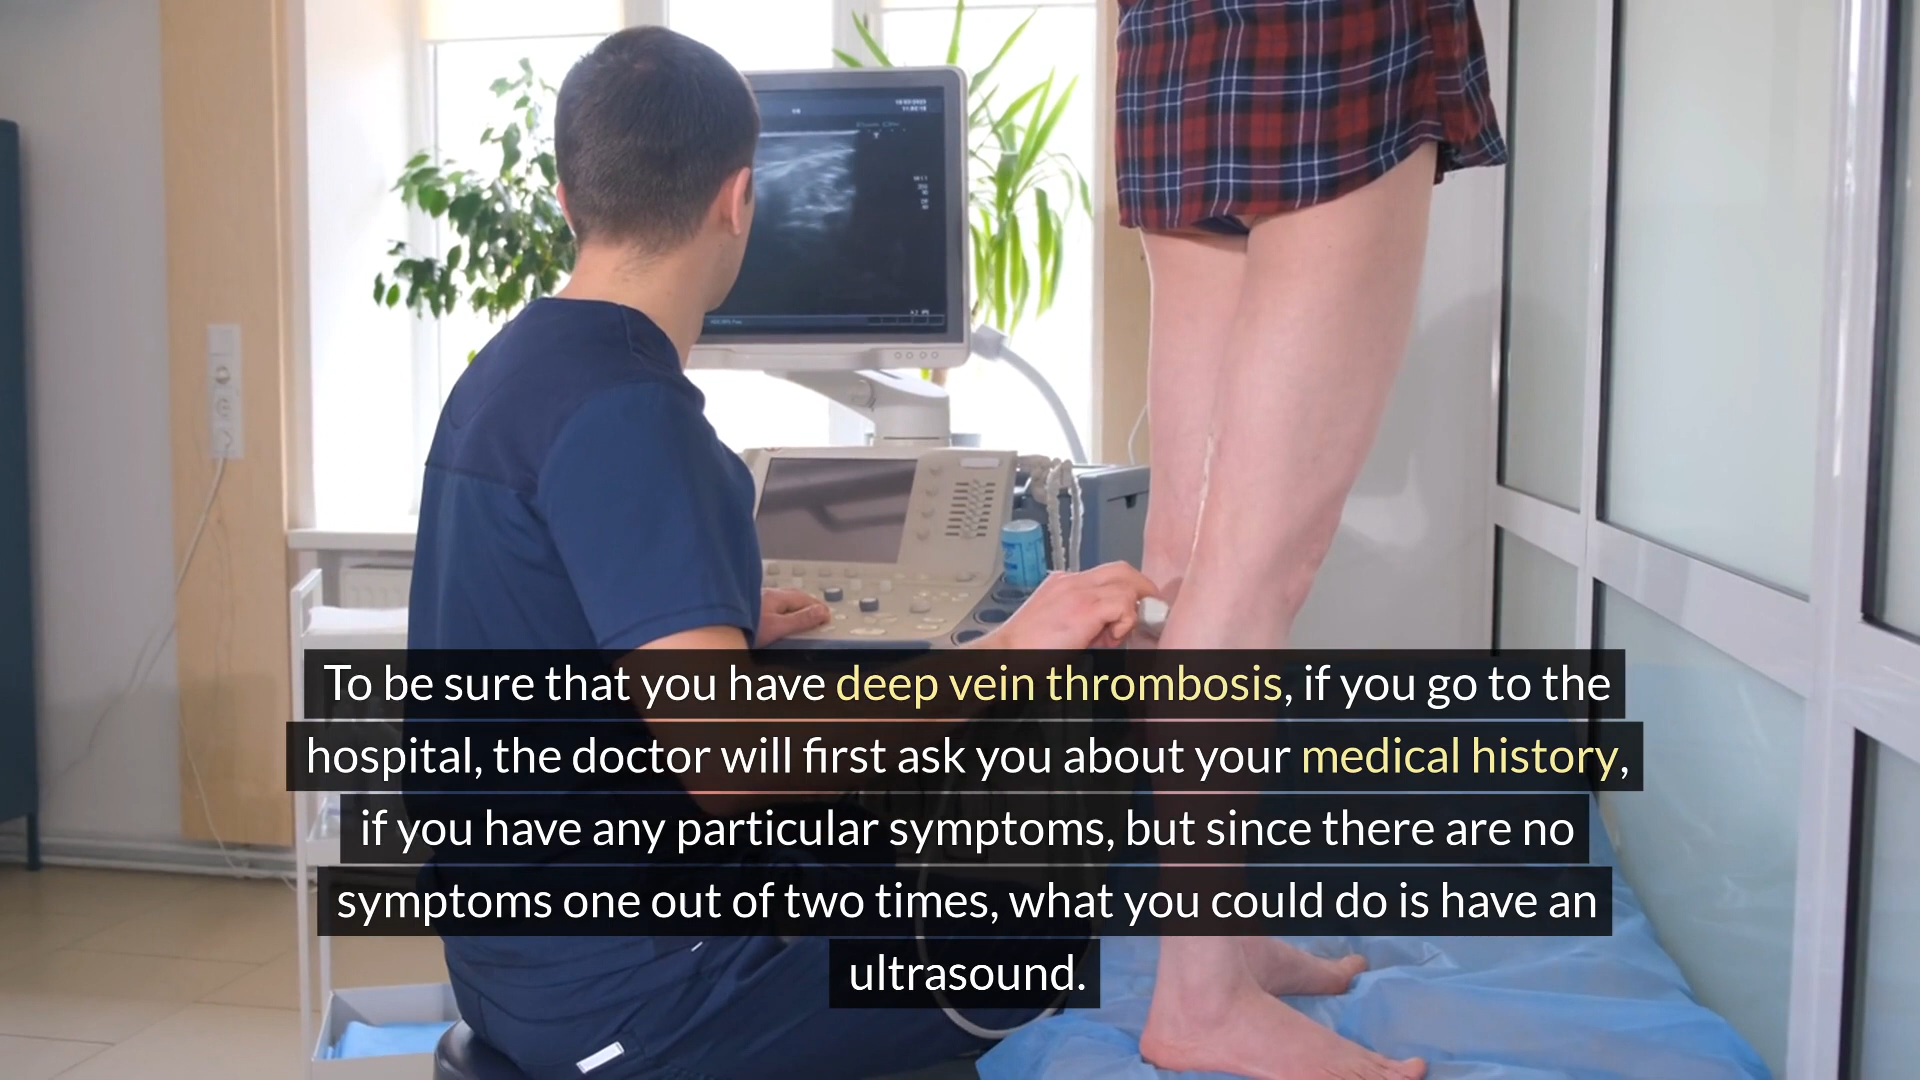 To be sure that you have deep vein thrombosis, if you go to the
hospital, the doctor will first ask you about your medical history,
if you have any particular symptoms, but since there are no
symptoms one out of two times, what you could do is have an
ultrasound.